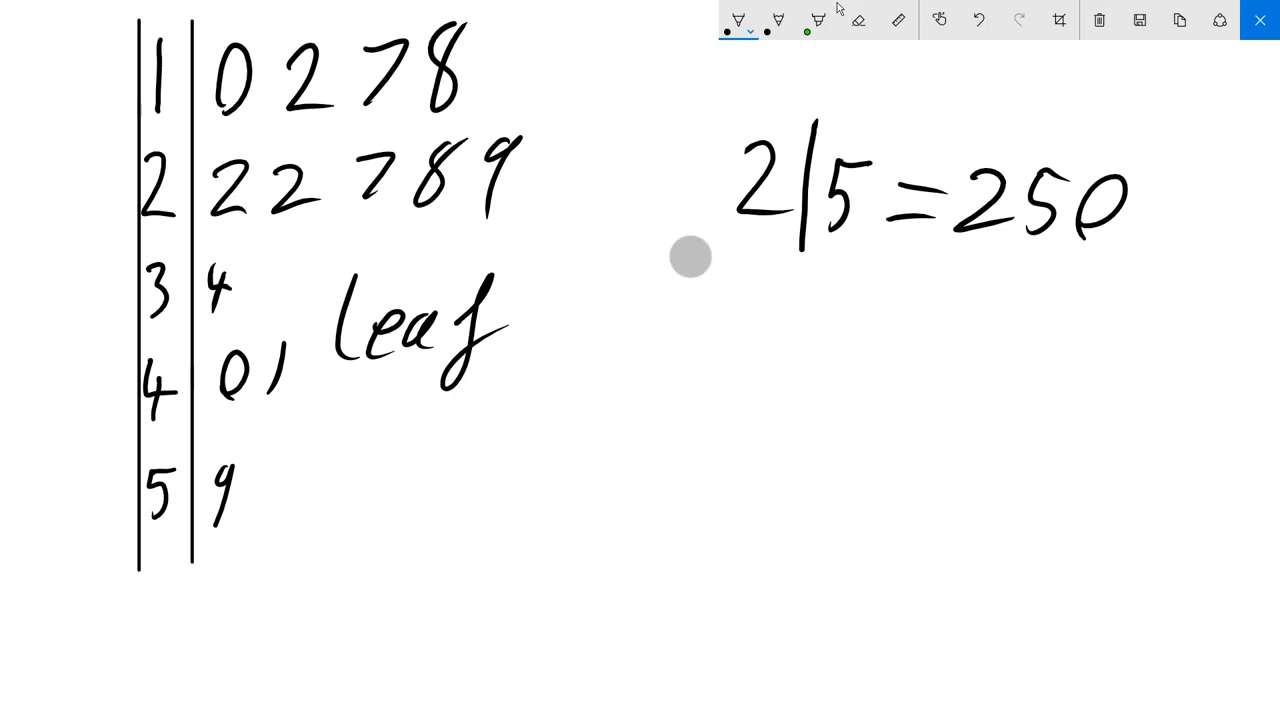 1 | 0 2 7 8
2 | 2 2 7 8 9
3 | 4
4 | 0 1
leaf
5 | 9
2|5 = 250